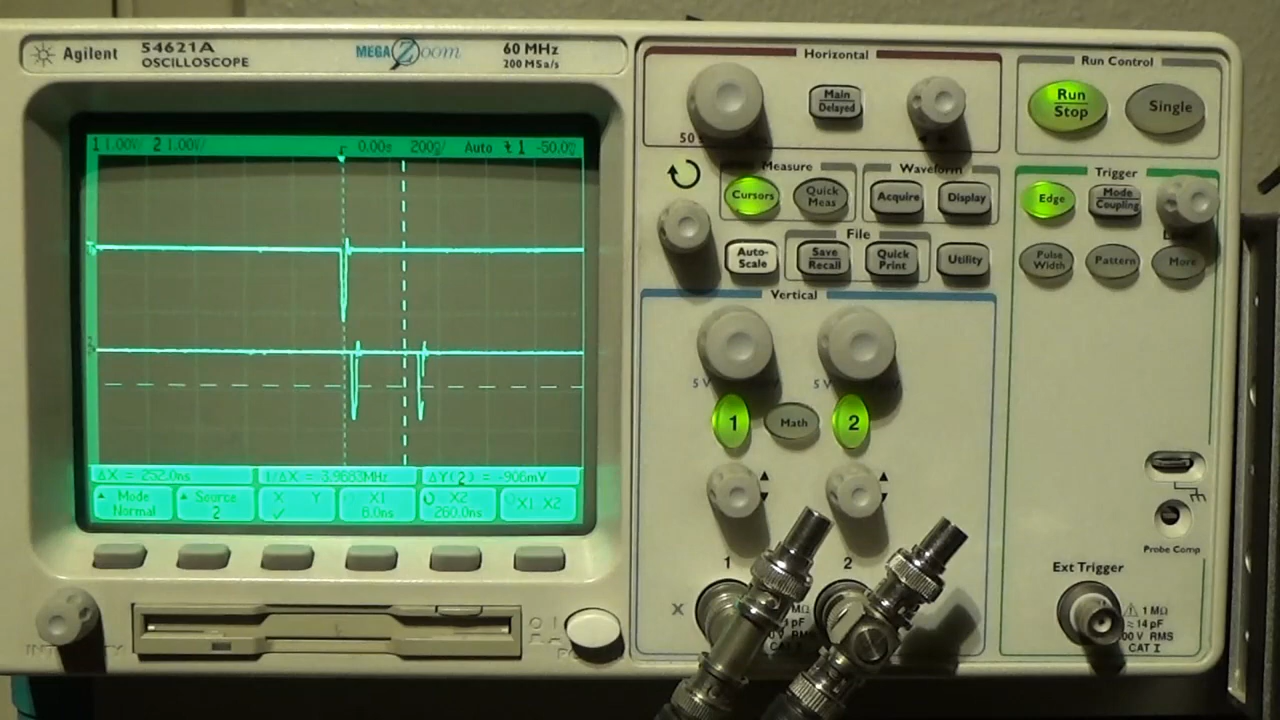 Agilent 54621A OSCILLOSCOPE MEGA Zoom 60 MHz 200 MSa/s
1 1.00V/ 2 1.00V/ 0.00s 200g/ Auto 1 -50.0
ΔX = 252.0ns 1/ΔX = 3.9683MHz ΔY(2) = -906mV
Mode Normal
Source 2
X Y
X1 8.0ns
X2 260.0ns
X1 X2
Horizontal
Main Delayed
Run Control
Run Stop
Single
Measure
Cursors
Quick Meas
Waveform
Acquire
Display
Trigger
Edge
Mode Coupling
File
Auto-Scale
Save Recall
Quick Print
Utility
Pulse Width
Pattern
More
Vertical
5 V
5 V
1
Math
2
1
2
X
Probe Comp
Ext Trigger
1 MΩ
≈ 14 pF
V RMS
CAT I